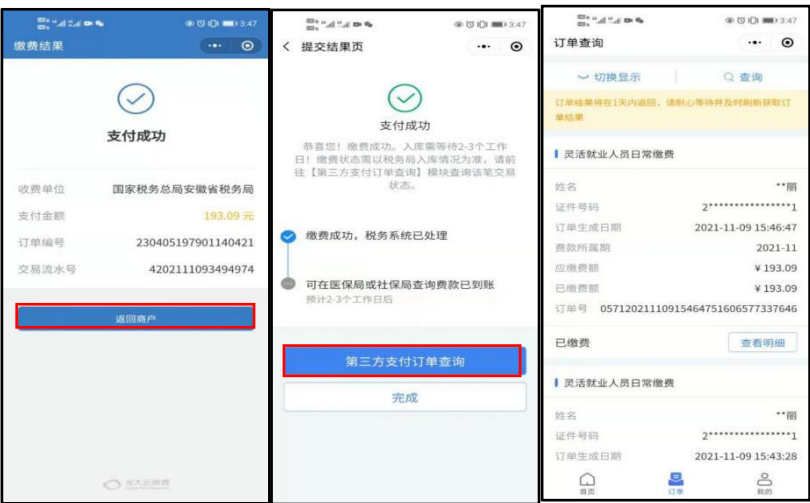 3:47
缴费结果
支付成功
收费单位 国家税务总局安徽省税务局
支付金额 193.09 元
订单编号 230405197901140421
交易流水号 4202111093494974
返回商户
光大云缴费
3:47
提交结果页
支付成功
恭喜您！缴费成功。入库需等待2-3个工作
日！缴费状态需以税务局入库情况为准，请前
往【第三方支付订单查询】模块查询该笔交易
状态。
缴费成功，税务系统已处理
可在医保局或社保局查询费款已到账
预计2-3个工作日后
第三方支付订单查询
完成
3:47
订单查询
切换显示 查询
订单结果将在1天内返回，请耐心等待并及时刷新获取订
单结果
灵活就业人员日常缴费
姓名 **丽
证件号码 2****************1
订单生成日期 2021-11-09 15:46:47
费款所属期 2021-11
应缴费额 ¥ 193.09
已缴费额 ¥ 193.09
订单号 05712021110915464751606577337646
已缴费 查看明细
灵活就业人员日常缴费
姓名 **丽
证件号码 2****************1
订单生成日期 2021-11-09 15:43:28
首页 订单 我的